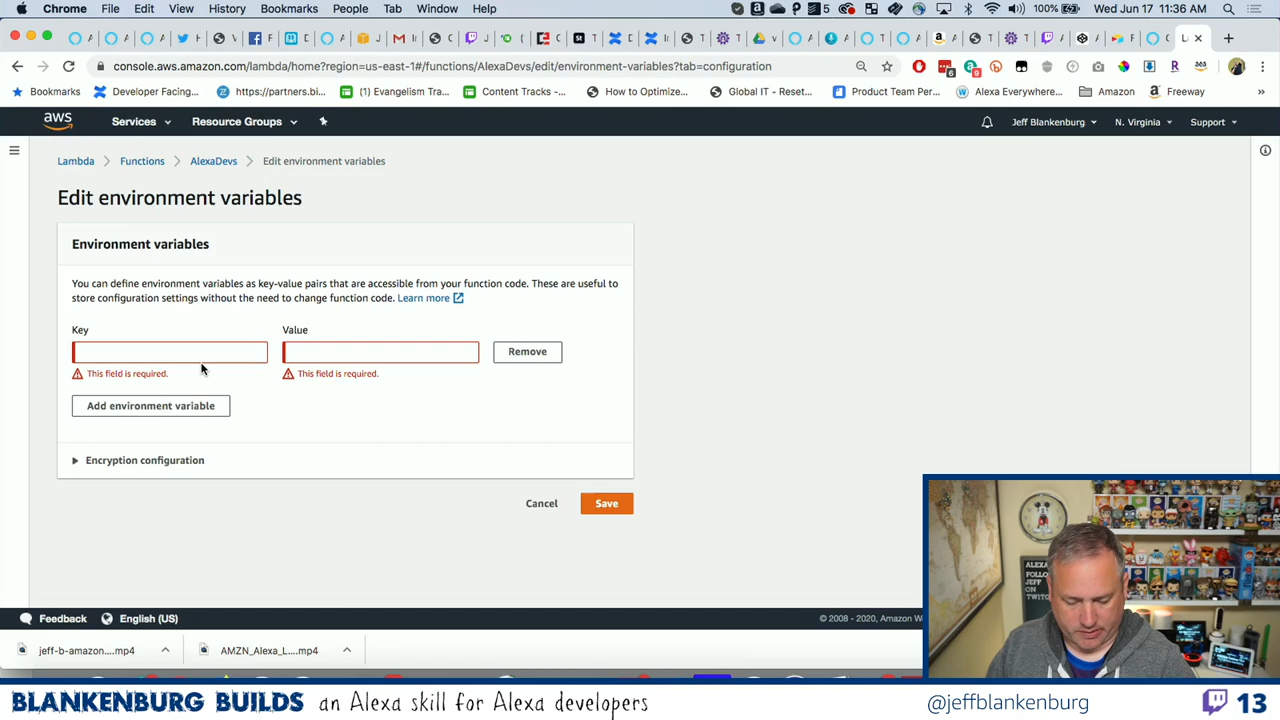 Chrome File Edit View History Bookmarks People Tab Window Help
5
100%
Wed Jun 17 11:36 AM
console.aws.amazon.com/lambda/home?region=us-east-1#/functions/AlexaDevs/edit/environment-variables?tab=configuration
Bookmarks Developer Facing... https://partners.bi... (1) Evangelism Tra... Content Tracks -... How to Optimize... Global IT - Reset... Product Team Per... Alexa Everywhere... Amazon Freeway »
aws Services Resource Groups Jeff Blankenburg N. Virginia Support
Lambda Functions AlexaDevs Edit environment variables
Edit environment variables
Environment variables
You can define environment variables as key-value pairs that are accessible from your function code. These are useful to
store configuration settings without the need to change function code. Learn more
Key Value
Remove
This field is required. This field is required.
Add environment variable
Encryption configuration
Cancel Save
ALEXA
FOLLO
JEFF
ON
TWITC
Feedback English (US) © 2008 - 2020, Amazon W
jeff-b-amazon....mp4 AMZN_Alexa_L....mp4
BLANKENBURG BUILDS an Alexa skill for Alexa developers @jeffblankenburg 13